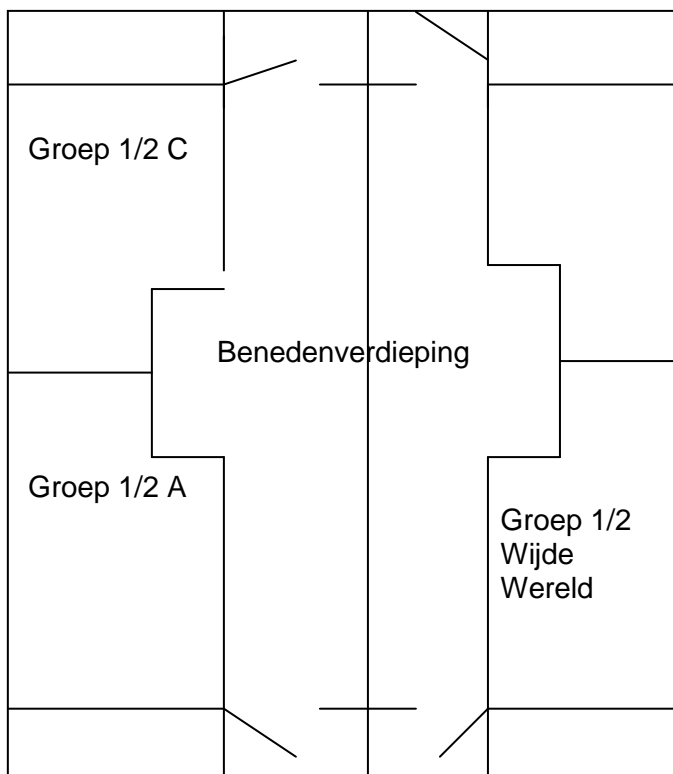 Groep 1/2 C
Benedenverdieping
Groep 1/2 A
Groep 1/2
Wijde
Wereld